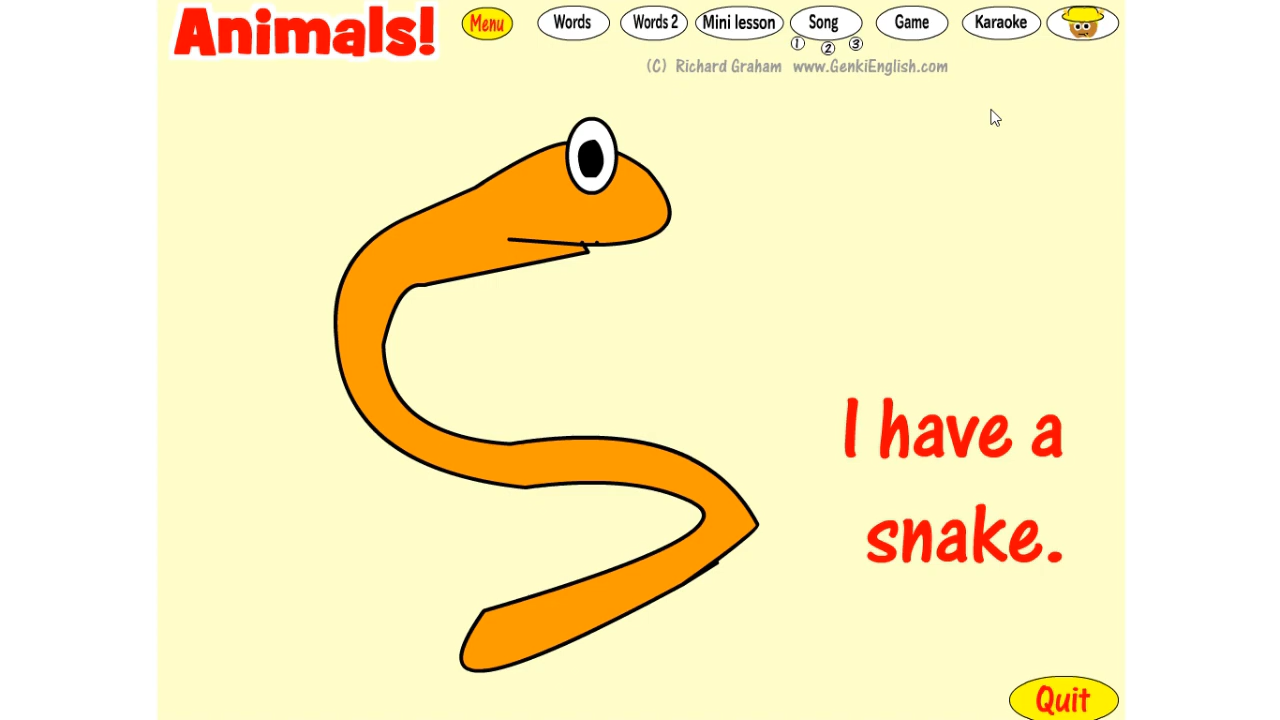 Animals!
Menu Words Words 2 Mini lesson Song Game Karaoke
1 2 3
(C) Richard Graham www.GenkiEnglish.com
I have a
snake.
Quit